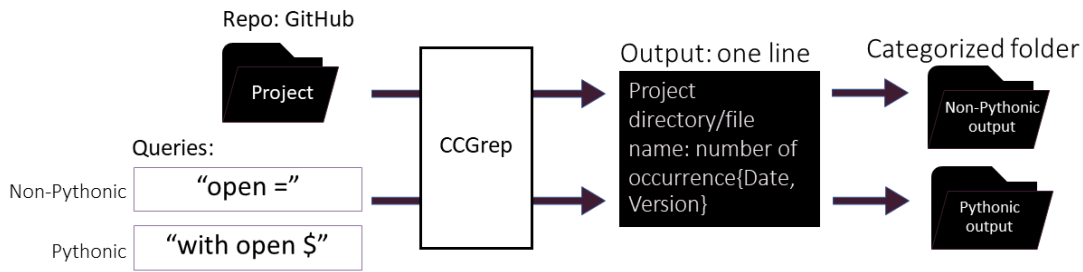 Repo: GitHub
Project
Queries:
Non-Pythonic
“open =”
Pythonic
“with open $”
CCGrep
Output: one line
Project
directory/file
name: number of
occurrence{Date,
Version}
Categorized folder
Non-Pythonic
output
Pythonic
output